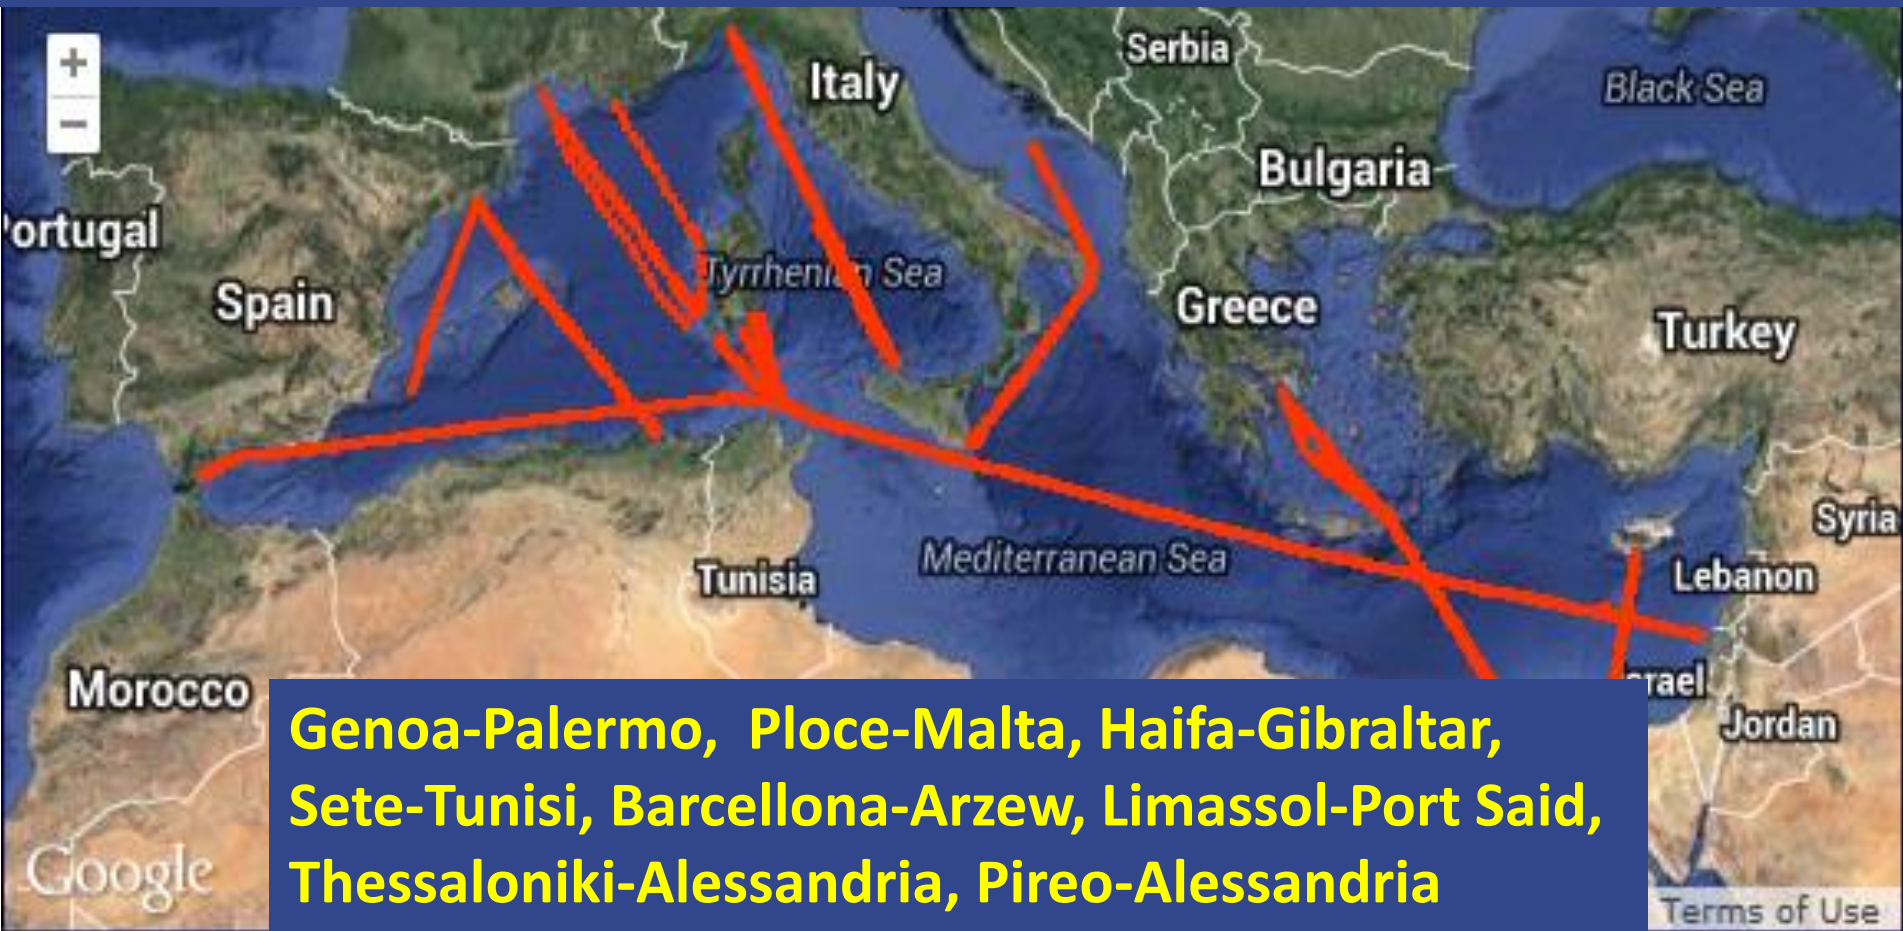 +
Serbia
Italy
Black Sea
−
Bulgaria
Portugal
Tyrrhenian Sea
Spain
Greece
Turkey
Syria
Mediterranean Sea
Tunisia
Lebanon
Morocco
Israel
Jordan
Genoa-Palermo, Ploce-Malta, Haifa-Gibraltar,
Sete-Tunisi, Barcellona-Arzew, Limassol-Port Said,
Thessaloniki-Alessandria, Pireo-Alessandria
Google
Terms of Use